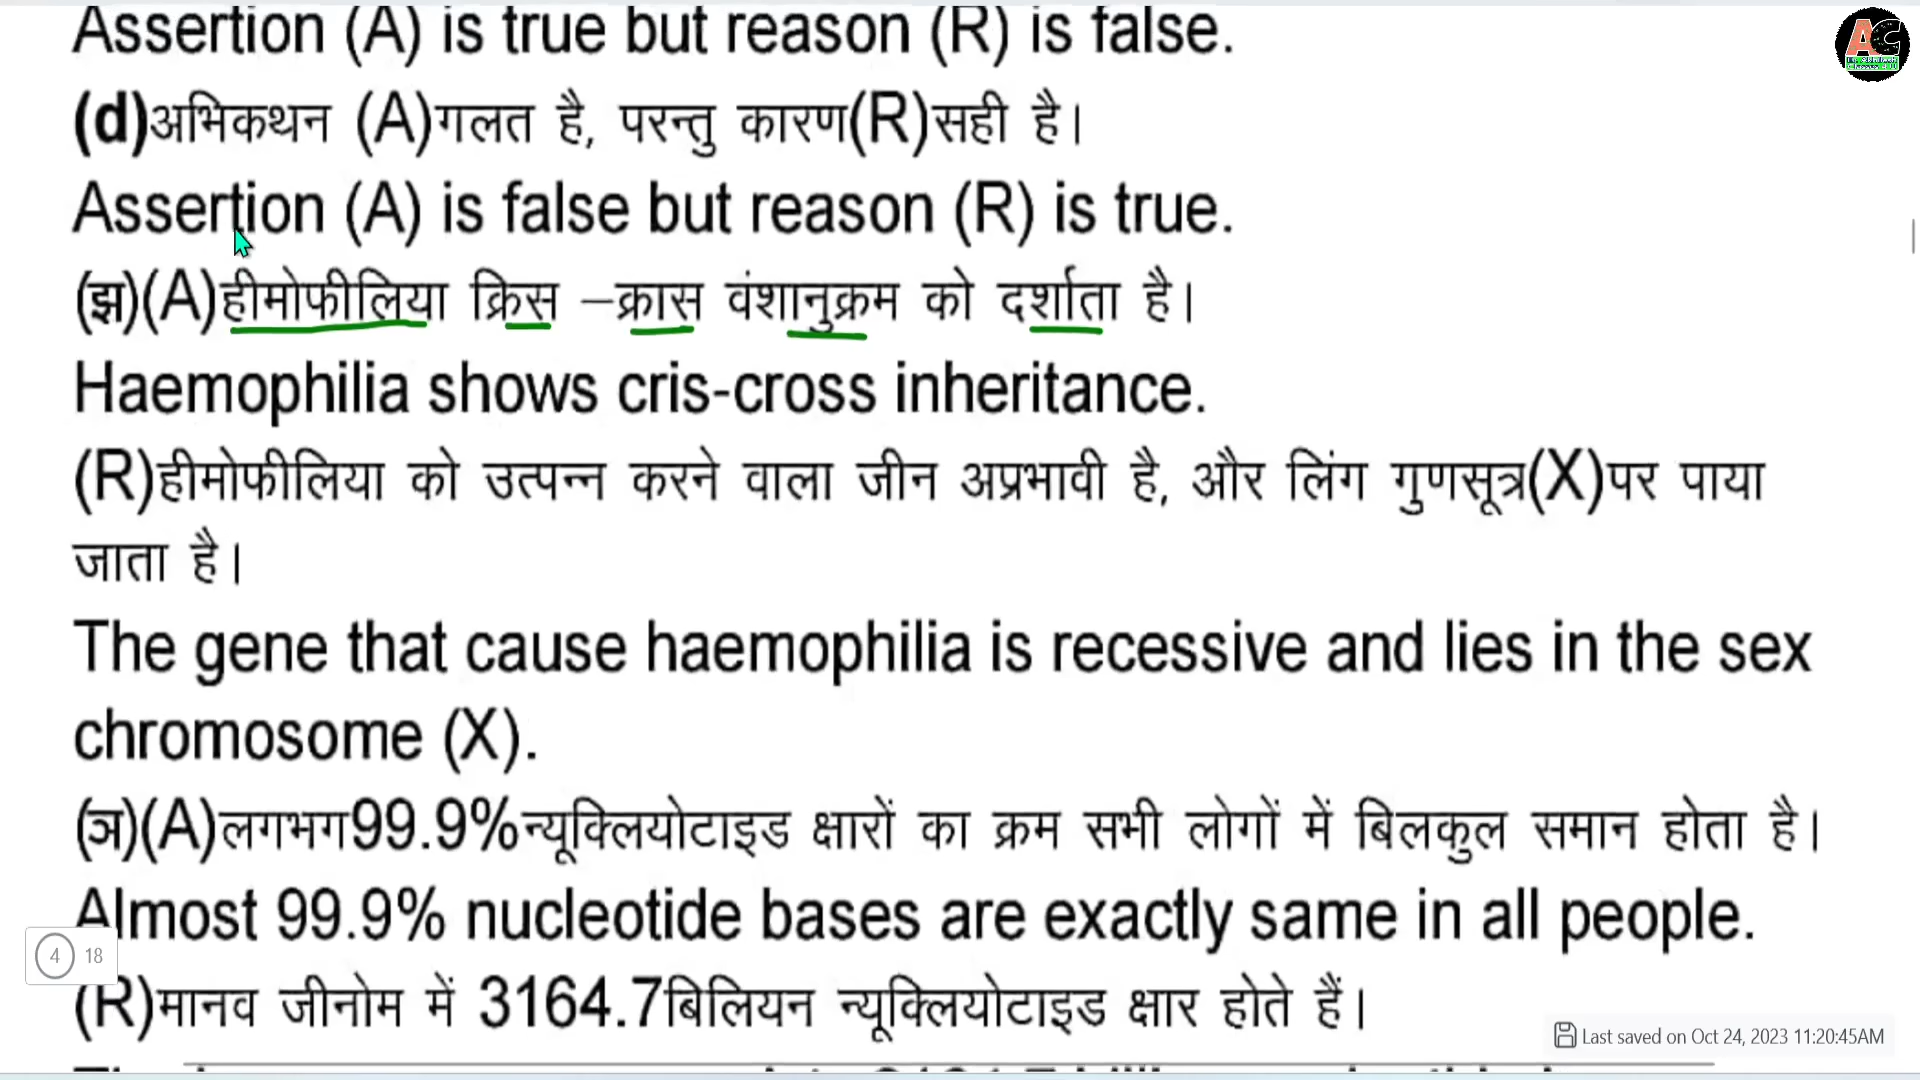 Assertion (A) is true but reason (R) is false.
(d)अभिकथन (A)गलत है, परन्तु कारण(R)सही है।
Assertion (A) is false but reason (R) is true.
(झ)(A)हीमोफीलिया क्रिस –क्रास वंशानुक्रम को दर्शाता है।
Haemophilia shows cris-cross inheritance.
(R)हीमोफीलिया को उत्पन्न करने वाला जीन अप्रभावी है, और लिंग गुणसूत्र(X)पर पाया
जाता है।
The gene that cause haemophilia is recessive and lies in the sex
chromosome (X).
(ञ)(A)लगभग99.9%न्यूक्लियोटाइड क्षारों का क्रम सभी लोगों में बिलकुल समान होता है।
Almost 99.9% nucleotide bases are exactly same in all people.
4 18
(R)मानव जीनोम में 3164.7बिलियन न्यूक्लियोटाइड क्षार होते हैं।
Last saved on Oct 24, 2023 11:20:45AM
AC